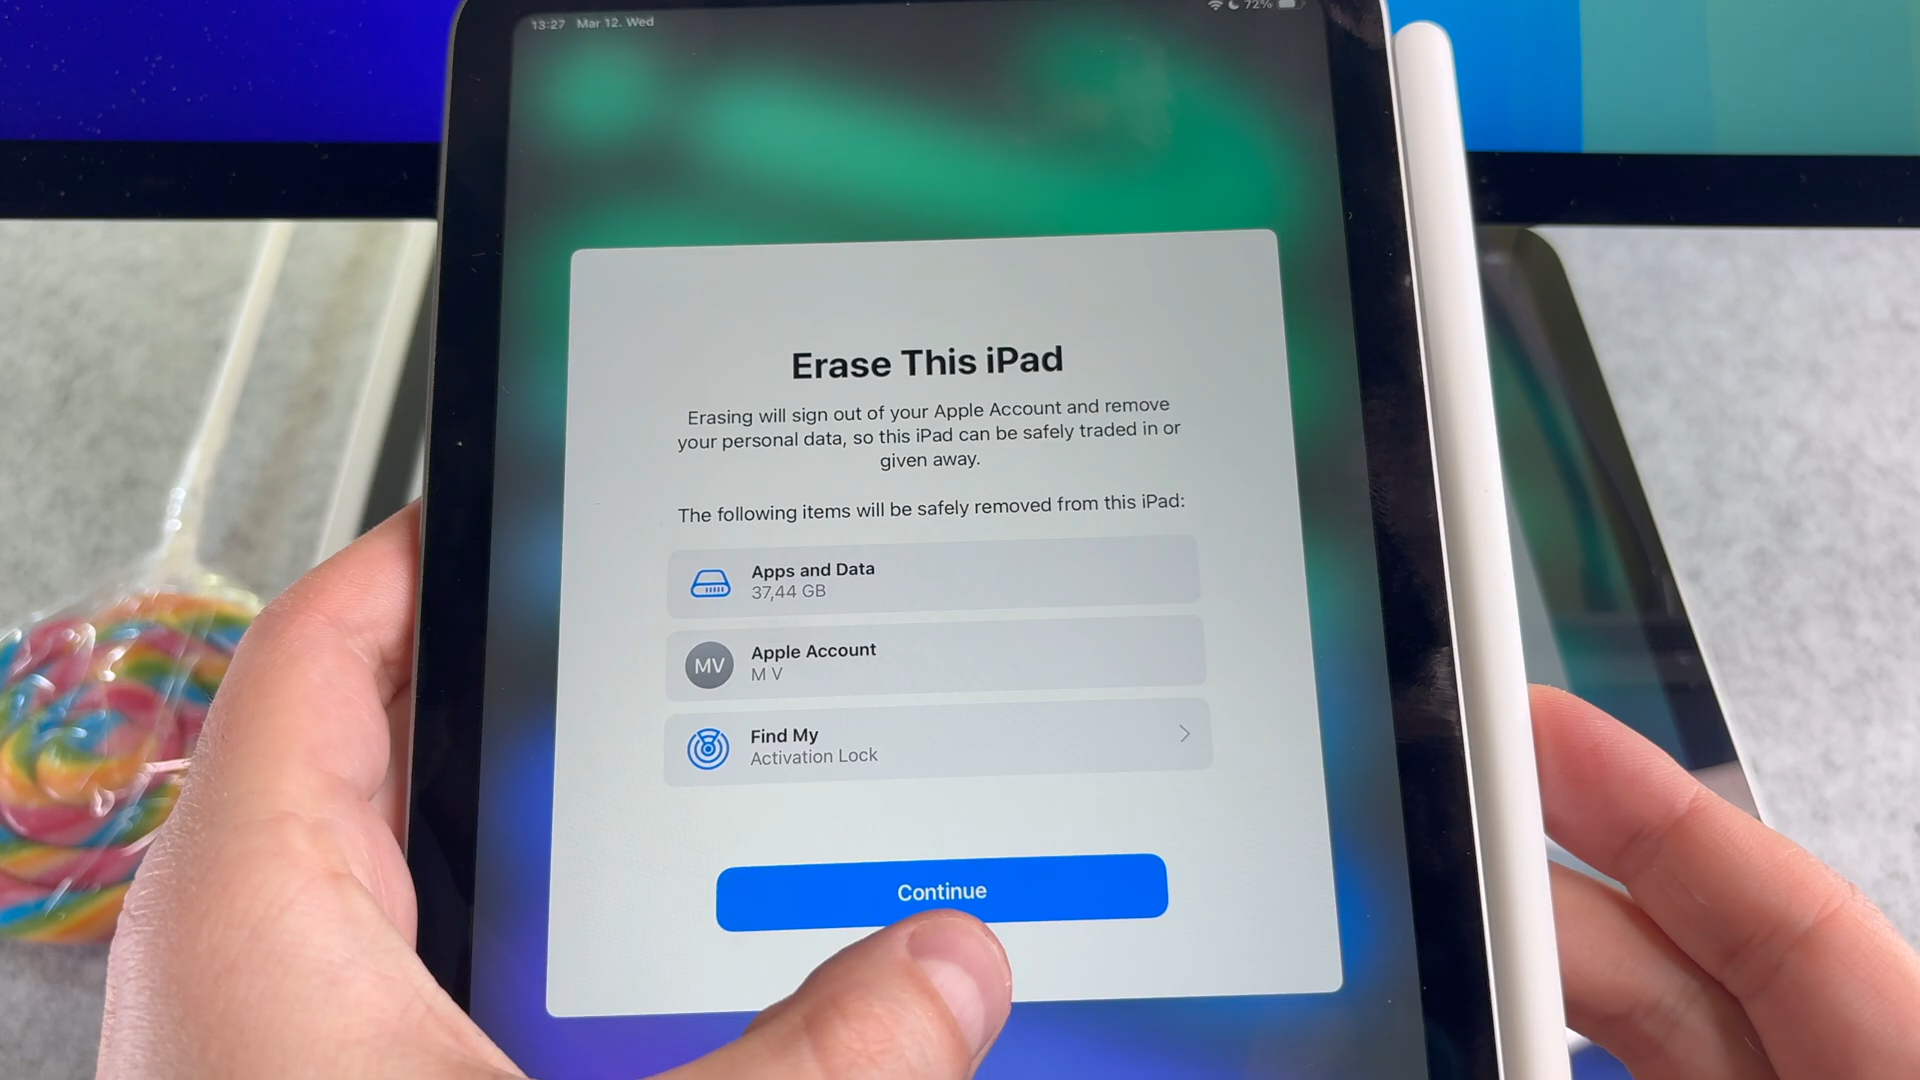 13:27 Mar 12. Wed
72%
Erase This iPad
Erasing will sign out of your Apple Account and remove
your personal data, so this iPad can be safely traded in or
given away.
The following items will be safely removed from this iPad:
Apps and Data
37,44 GB
MV
Apple Account
M V
Find My
Activation Lock
Continue